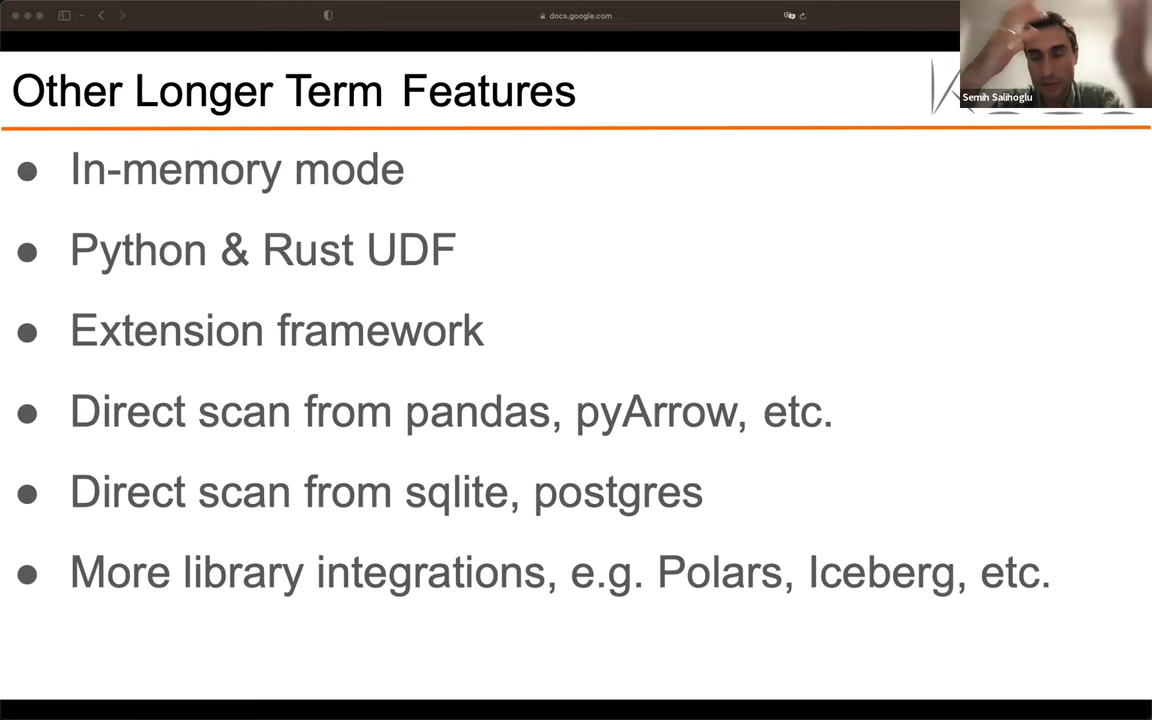 docs.google.com
Semih Salihoglu
Other Longer Term Features
● In-memory mode
● Python & Rust UDF
● Extension framework
● Direct scan from pandas, pyArrow, etc.
● Direct scan from sqlite, postgres
● More library integrations, e.g. Polars, Iceberg, etc.